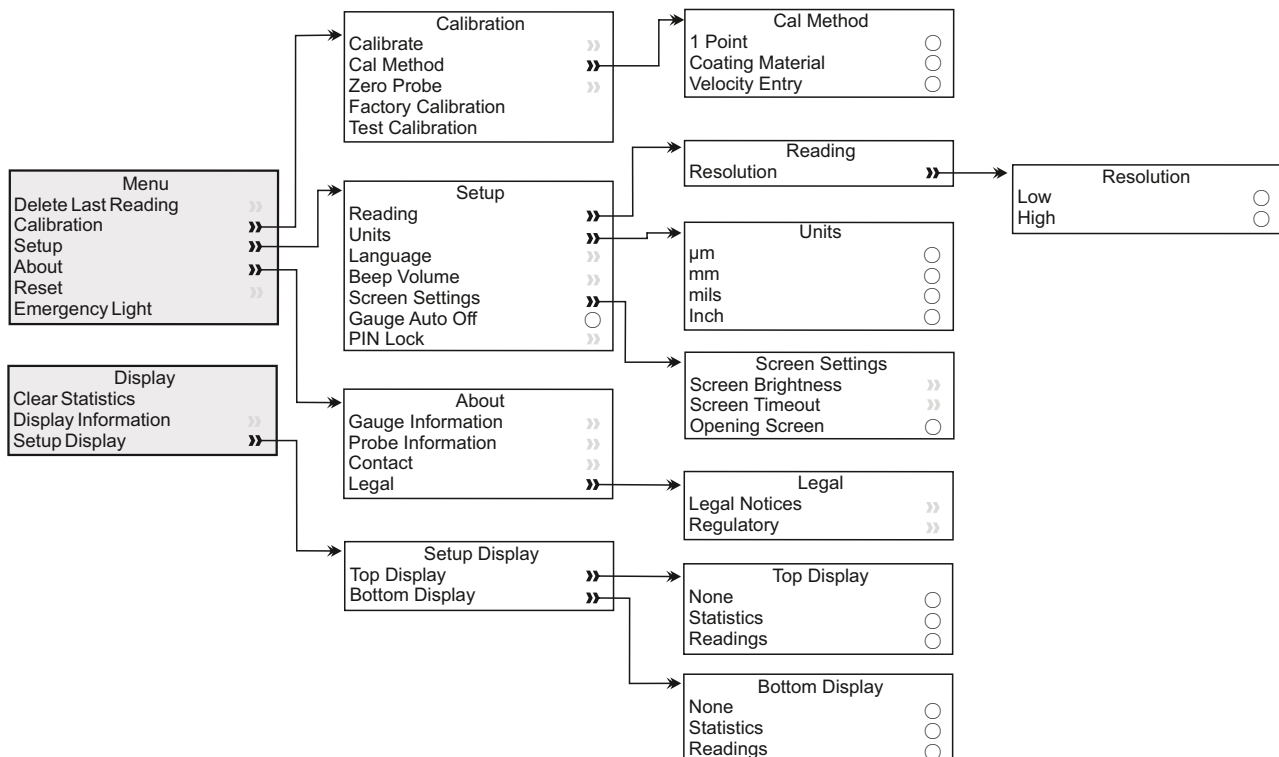 Menu
Delete Last Reading
Calibration
Setup
About
Reset
Emergency Light
Display
Clear Statistics
Display Information
Setup Display
Calibration
Calibrate
Cal Method
Zero Probe
Factory Calibration
Test Calibration
Setup
Reading
Units
Language
Beep Volume
Screen Settings
Gauge Auto Off
PIN Lock
About
Gauge Information
Probe Information
Contact
Legal
Setup Display
Top Display
Bottom Display
Cal Method
1 Point
Coating Material
Velocity Entry
Reading
Resolution
Units
µm
mm
mils
Inch
Screen Settings
Screen Brightness
Screen Timeout
Opening Screen
Legal
Legal Notices
Regulatory
Top Display
None
Statistics
Readings
Bottom Display
None
Statistics
Readings
Resolution
Low
High